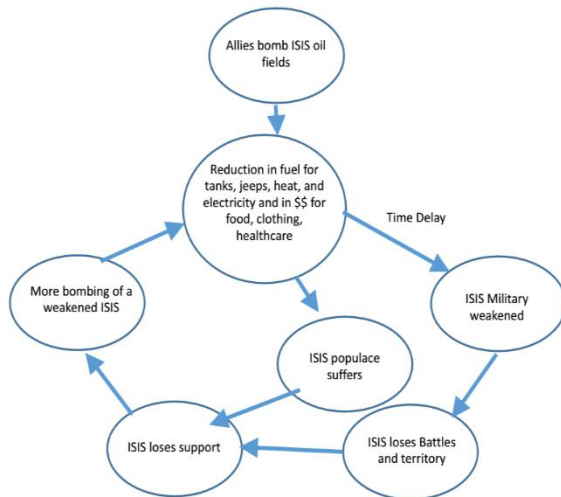 Allies bomb ISIS oil
fields
Reduction in fuel for
tanks, jeeps, heat, and
electricity and in $$ for
food, clothing,
healthcare
Time Delay
More bombing of a
weakened ISIS
ISIS Military
weakened
ISIS populace
suffers
ISIS loses support
ISIS loses Battles
and territory